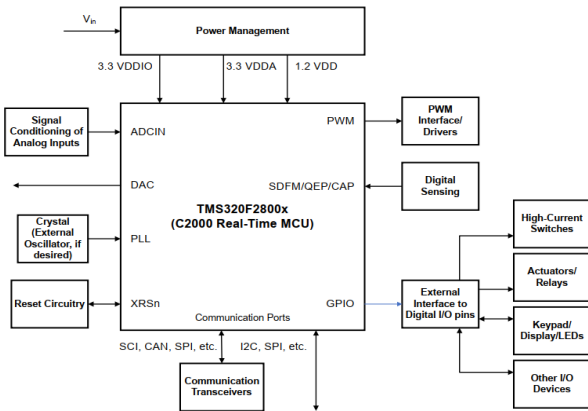 Vin
Power Management
3.3 VDDIO
3.3 VDDA
1.2 VDD
Signal
Conditioning of
Analog Inputs
ADCIN
PWM
PWM
Interface/
Drivers
DAC
SDFM/QEP/CAP
Digital
Sensing
TMS320F2800x
(C2000 Real-Time MCU)
High-Current
Switches
Crystal
(External
Oscillator, if
desired)
PLL
Actuators/
Relays
Reset Circuitry
XRSn
GPIO
External
Interface to
Digital I/O pins
Keypad/
Display/LEDs
Communication Ports
SCI, CAN, SPI, etc.
I2C, SPI, etc.
Other I/O
Devices
Communication
Transceivers